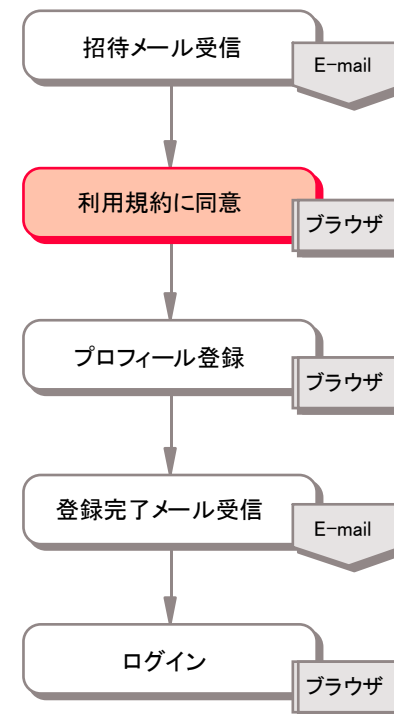 招待メール受信
E-mail
利用規約に同意
ブラウザ
プロフィール登録
ブラウザ
登録完了メール受信
E-mail
ログイン
ブラウザ